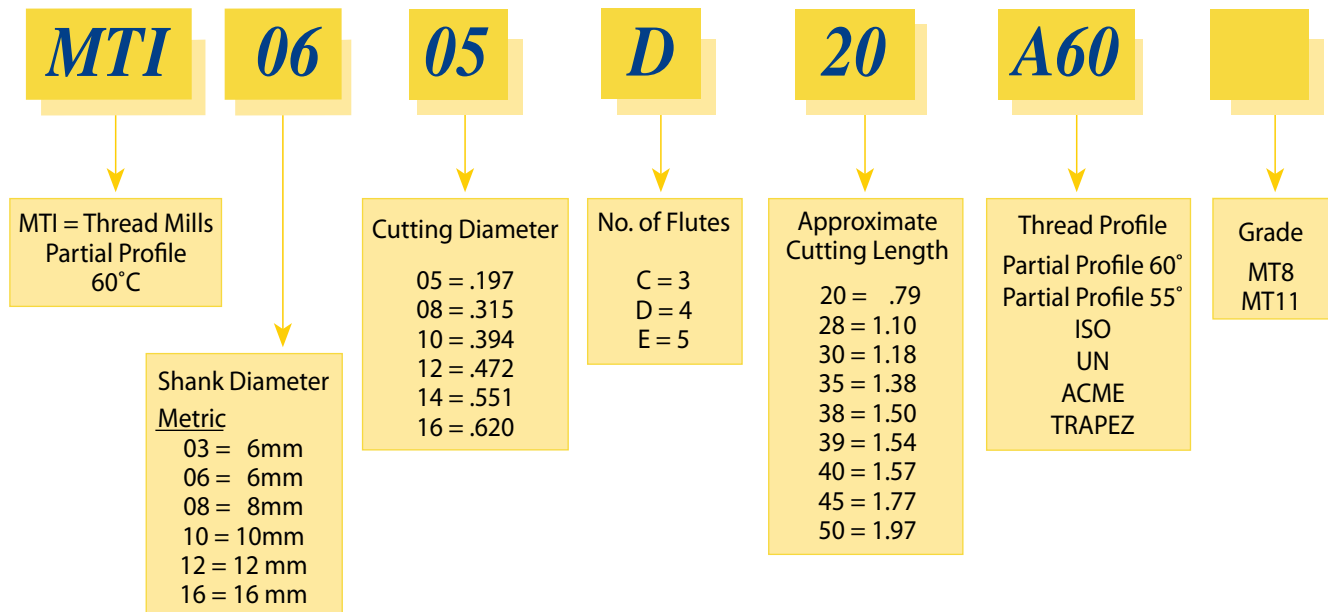 MTI 06 05 D 20 A60
MTI = Thread Mills
Partial Profile
60˚C
Shank Diameter
Metric
03 = 6mm
06 = 6mm
08 = 8mm
10 = 10mm
12 = 12 mm
16 = 16 mm
Cutting Diameter
05 = .197
08 = .315
10 = .394
12 = .472
14 = .551
16 = .620
No. of Flutes
C = 3
D = 4
E = 5
Approximate
Cutting Length
20 = .79
28 = 1.10
30 = 1.18
35 = 1.38
38 = 1.50
39 = 1.54
40 = 1.57
45 = 1.77
50 = 1.97
Thread Profile
Partial Profile 60˚
Partial Profile 55˚
ISO
UN
ACME
TRAPEZ
Grade
MT8
MT11